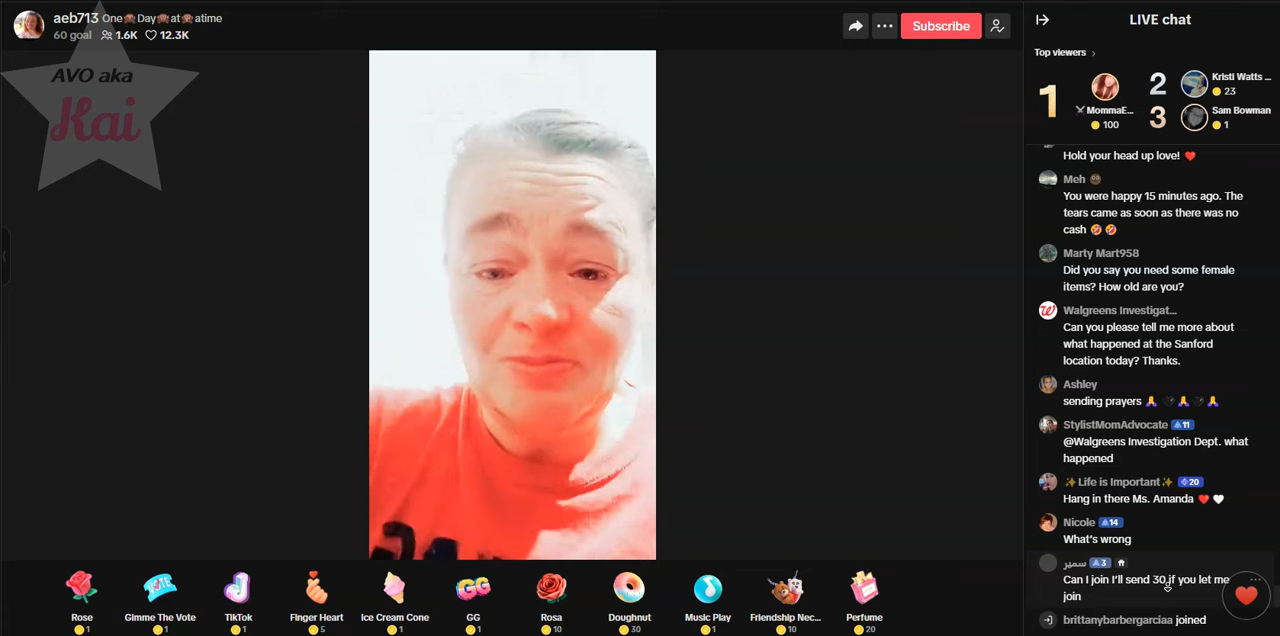 aeb713 One🙈Day🙈at🙈atime
60 goal 1.6K 12.3K
Subscribe
AVO aka
Kai
LIVE chat
Top viewers >
1
MommaE...
100
2
Kristi Watts ...
23
3
Sam Bowman
1
Hold your head up love! ❤️
Meh
You were happy 15 minutes ago. The
tears came as soon as there was no
cash 🤣 🤣
Marty Mart958
Did you say you need some female
items? How old are you?
Walgreens Investigat...
Can you please tell me more about
what happened at the Sanford
location today? Thanks.
Ashley
sending prayers 🙏 🙏 🙏
StylistMomAdvocate 11
@Walgreens Investigation Dept. what
happened
✨Life is Important✨ 20
Hang in there Ms. Amanda ❤️ 🤍
Nicole 14
What's wrong
سمير 3
Can I join I'll send 30 if you let me
join
brittanybarbergarciaa joined
GIMME THE VOTE
GG
Rose
1
Gimme The Vote
1
TikTok
1
Finger Heart
5
Ice Cream Cone
1
GG
1
Rosa
10
Doughnut
30
Music Play
1
Friendship Nec...
10
Perfume
20